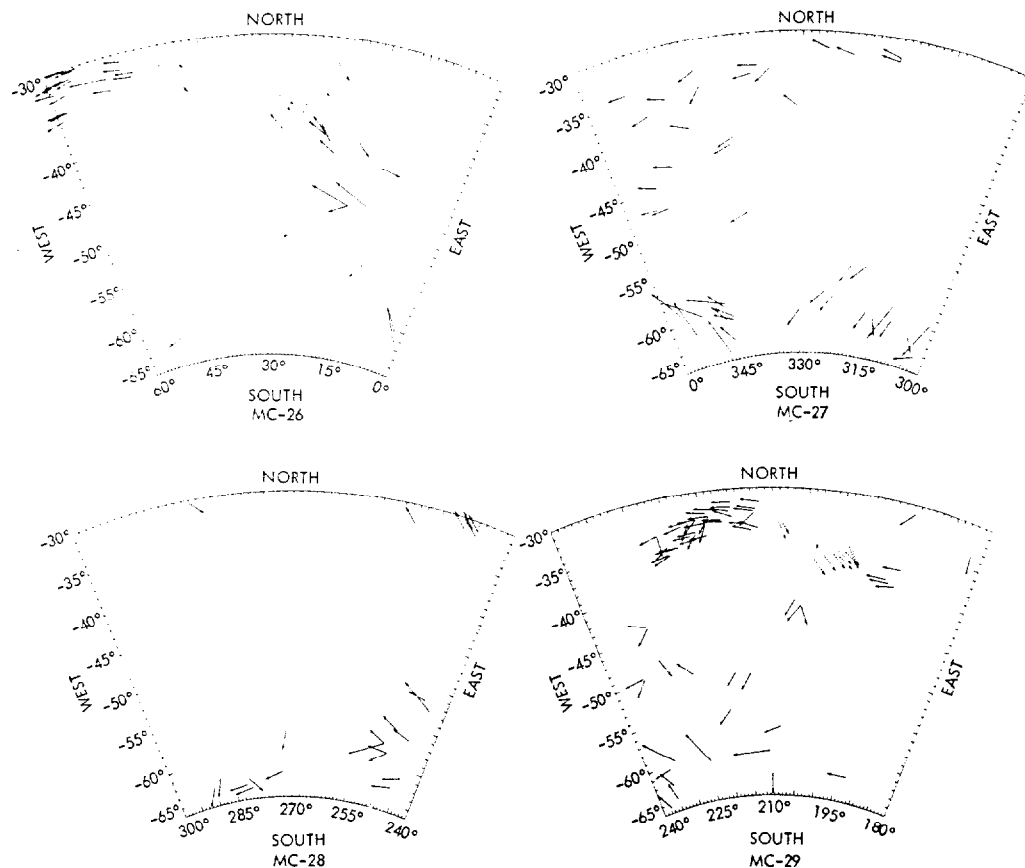 NORTH
-30°
-40°
-45°
-50°
-55°
-60°
-65°
WEST
EAST
60° 45° 30° 15° 0°
SOUTH
MC-26
NORTH
-30°
-35°
-40°
-45°
-50°
-55°
-60°
-65°
WEST
EAST
0° 345° 330° 315° 300°
SOUTH
MC-27
NORTH
-30°
-35°
-40°
-45°
-50°
-55°
-60°
-65°
WEST
EAST
300° 285° 270° 255° 240°
SOUTH
MC-28
NORTH
-30°
-35°
-40°
-45°
-50°
-55°
-60°
-65°
WEST
EAST
240° 225° 210° 195° 180°
SOUTH
MC-29